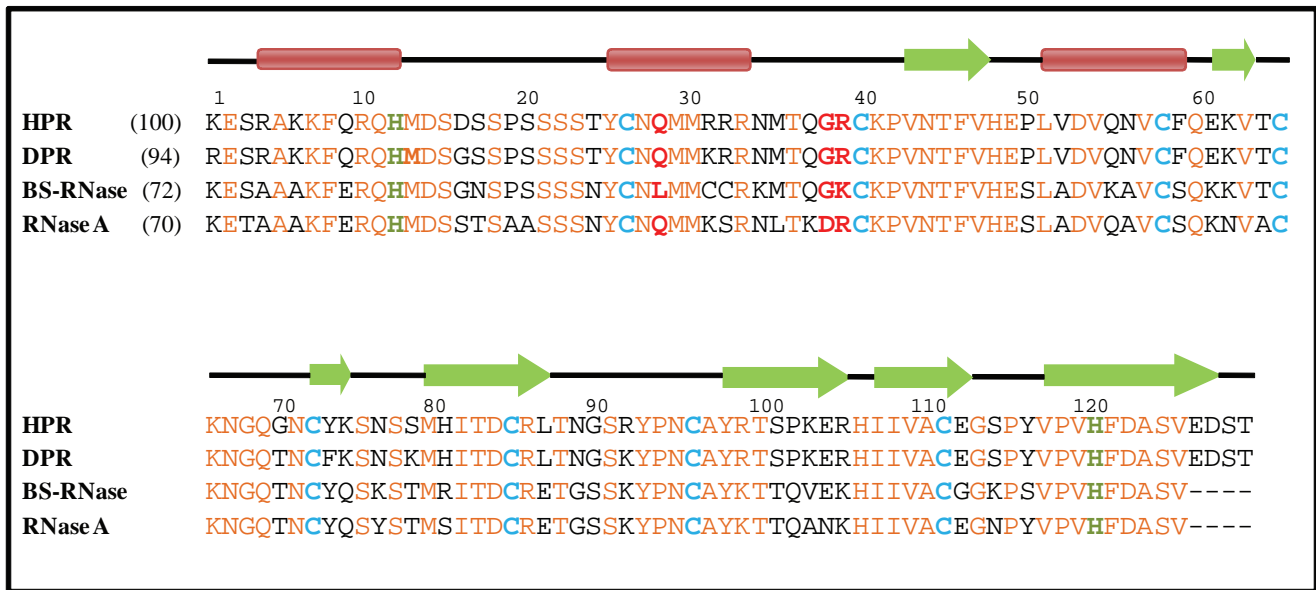 1 10 20 30 40 50 60
HPR (100) KESRAKKFQRQHMDSDSSPSSSSTYCNQMMRRRNMTQGRCKPVNTFVHEPLVDVQNVCFQEKVTC
DPR (94) RESRAKKFQRQHMDSGSSPSSSSTYCNQMMKRRNMTQGRCKPVNTFVHEPLVDVQNVCFQEKVTC
BS-RNase (72) KESAAAKFERQHMDSGNSPSSSSNYCNLMMCCRKMTQGKCKPVNTFVHESLADVKAVCSQKKVTC
RNase A (70) KETAAAKFERQHMDSSTSAASSSNYCNQMMKSRNLTKDRCKPVNTFVHESLADVQAVCSQKNVAC
70 80 90 100 110 120
HPR KNGQGNCYKSNSSMHITDCRLTNGSRYPNCAYRTSPKERHIIVACEGSPYVPVHFDASVEDST
DPR KNGQTNCFKSNSKMHITDCRLTNGSKYPNCAYRTSPKERHIIVACEGSPYVPVHFDASVEDST
BS-RNase KNGQTNCYQSKSTMRITDCRETGSSKYPNCAYKTTQVEKHIIVACGGKPSVPVHFDASV----
RNase A KNGQTNCYQSYSTMSITDCRETGSSKYPNCAYKTTQANKHIIVACEGNPYVPVHFDASV----